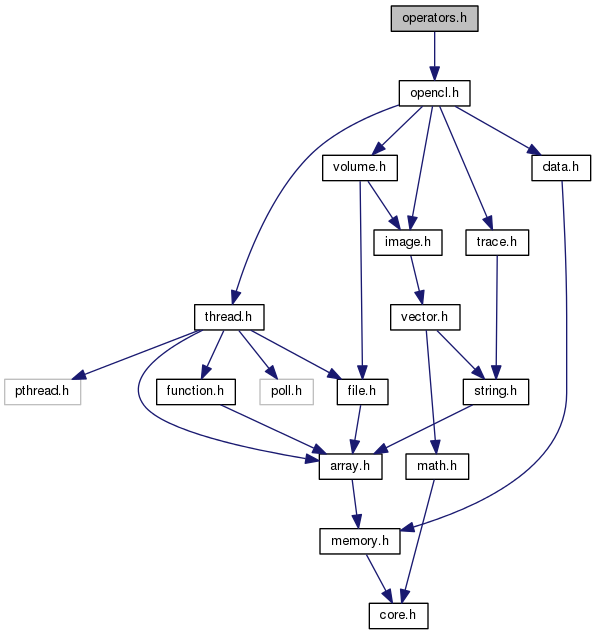 operators.h
opencl.h
volume.h
data.h
image.h
trace.h
thread.h
vector.h
pthread.h
function.h
poll.h
file.h
string.h
array.h
math.h
memory.h
core.h